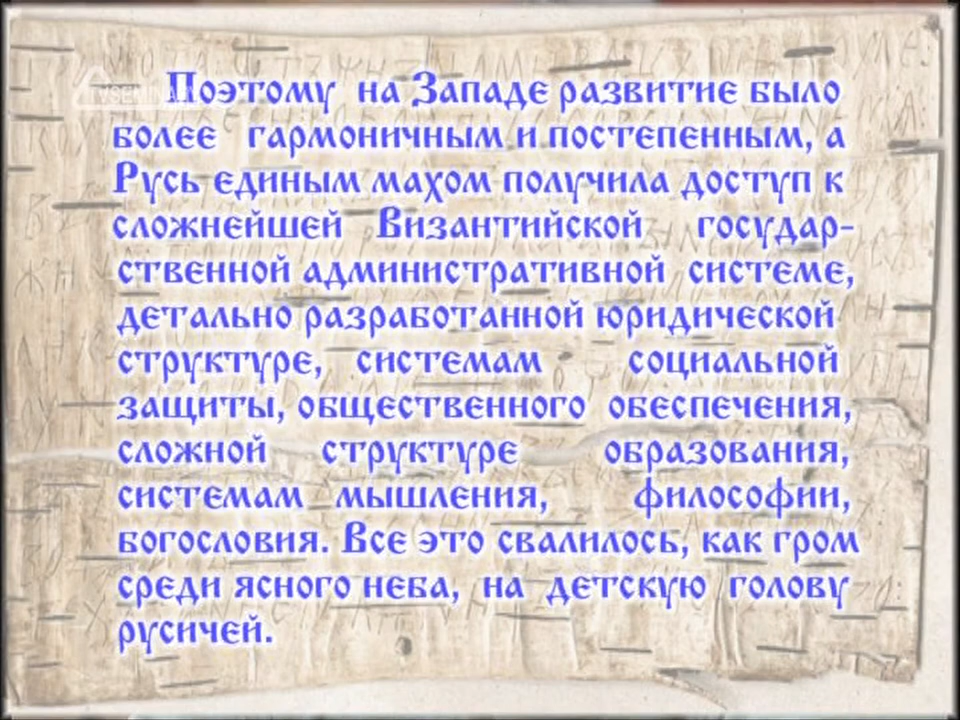 Поэтому на Западе развитие было
более гармоничным и постепенным, а
Русь единым махом получила доступ к
сложнейшей Византийской государ-
ственной административной системе,
детально разработанной юридической
структуре, системам социальной
защиты, общественного обеспечения,
сложной структуре образования,
системам мышления, философии,
богословия. Все это свалилось, как гром
среди ясного неба, на детскую голову
русичей.